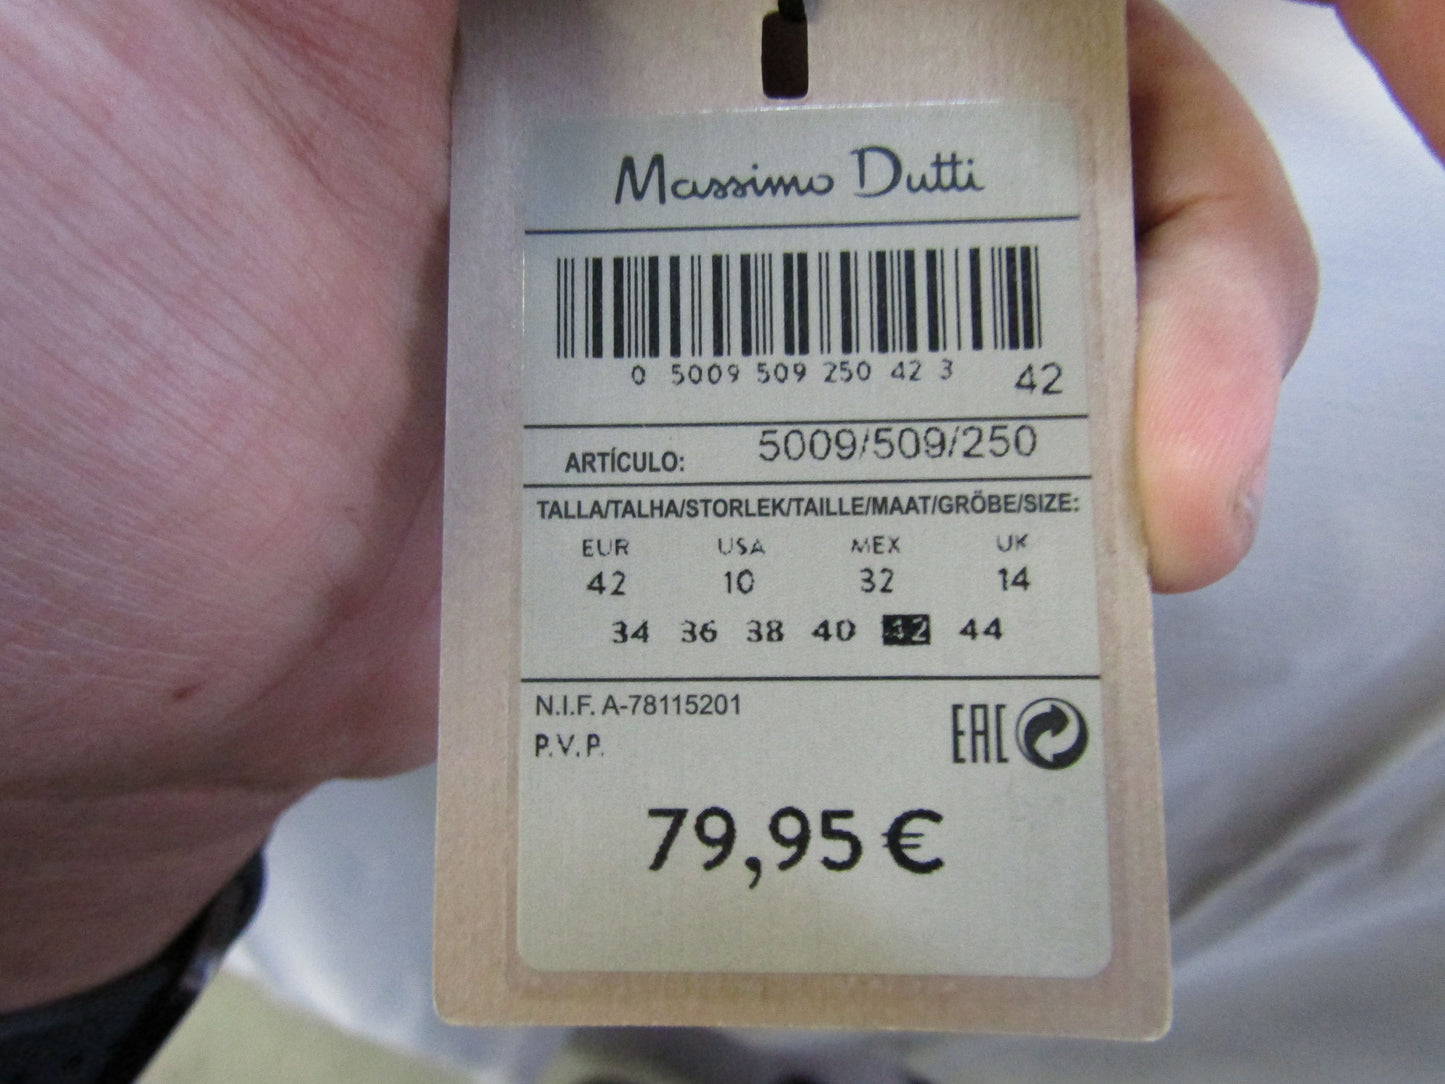 Massimo Dutti
0 5009 509 250 42 3 42
ARTÍCULO: 5009/509/250
TALLA/TALHA/STORLEK/TAILLE/MAAT/GRÖBE/SIZE:
EUR USA MEX UK
42 10 32 14
34 36 38 40 42 44
N.I.F. A-78115201
P.V.P. EAC
79,95 €